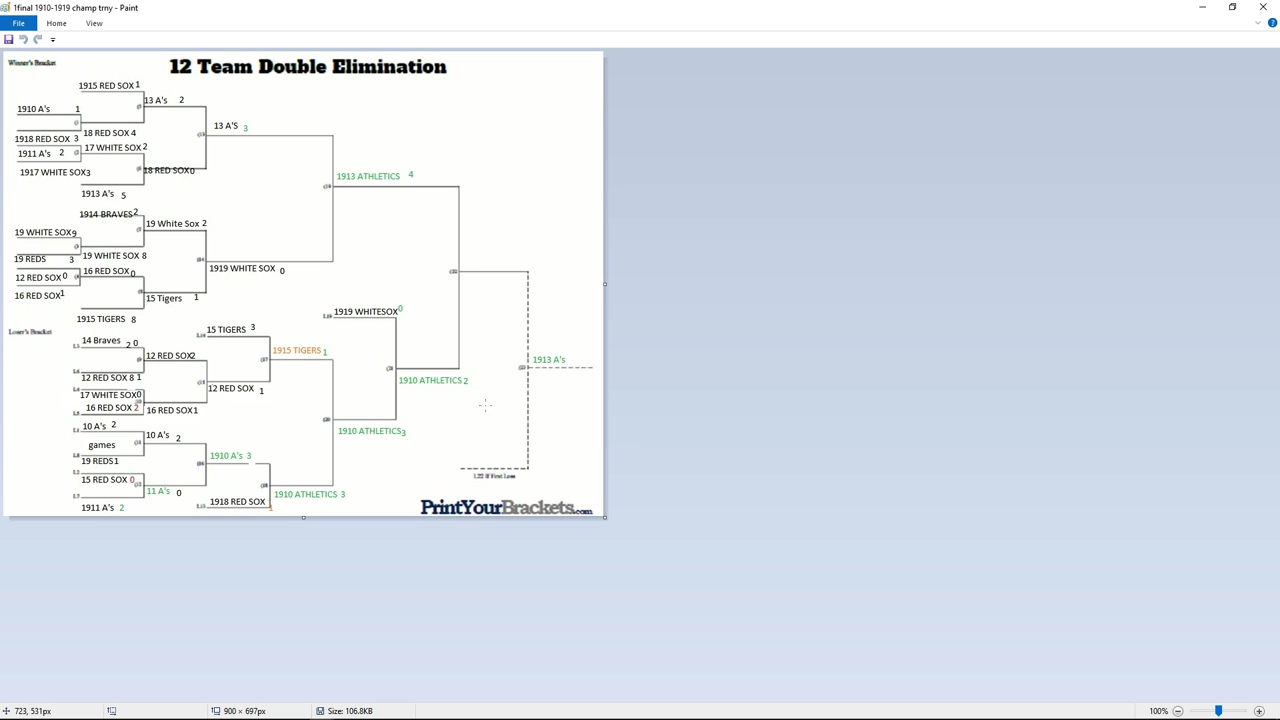 1final 1910-1919 champ trny - Paint
File Home View
Winner's Bracket
12 Team Double Elimination
1915 RED SOX 1
13 A's 2
1910 A's 1
13 A'S 3
18 RED SOX 4
1918 RED SOX 3
17 WHITE SOX 2
1911 A's 2
18 RED SOX 0
1917 WHITE SOX 3
1913 ATHLETICS 4
1913 A's 5
1914 BRAVES 2
19 White Sox 2
19 WHITE SOX 9
19 WHITE SOX 8
19 REDS 3
1919 WHITE SOX 0
16 RED SOX 0
12 RED SOX 0
16 RED SOX 1
15 Tigers 1
1915 TIGERS 8
1919 WHITESOX 0
Loser's Bracket
15 TIGERS 3
14 Braves 2 0
1915 TIGERS 1
12 RED SOX 2
1913 A's
12 RED SOX 8 1
1910 ATHLETICS 2
12 RED SOX 1
17 WHITE SOX 0
16 RED SOX 2
16 RED SOX 1
10 A's 2
10 A's 2
1910 ATHLETICS 3
games
19 REDS 1
1910 A's 3
15 RED SOX 0
11 A's 0
1910 ATHLETICS 3
L22 If First Loss
1918 RED SOX 1
1911 A's 2
PrintYourBrackets.com
723, 531px
900 × 697px
Size: 106.8KB
100%